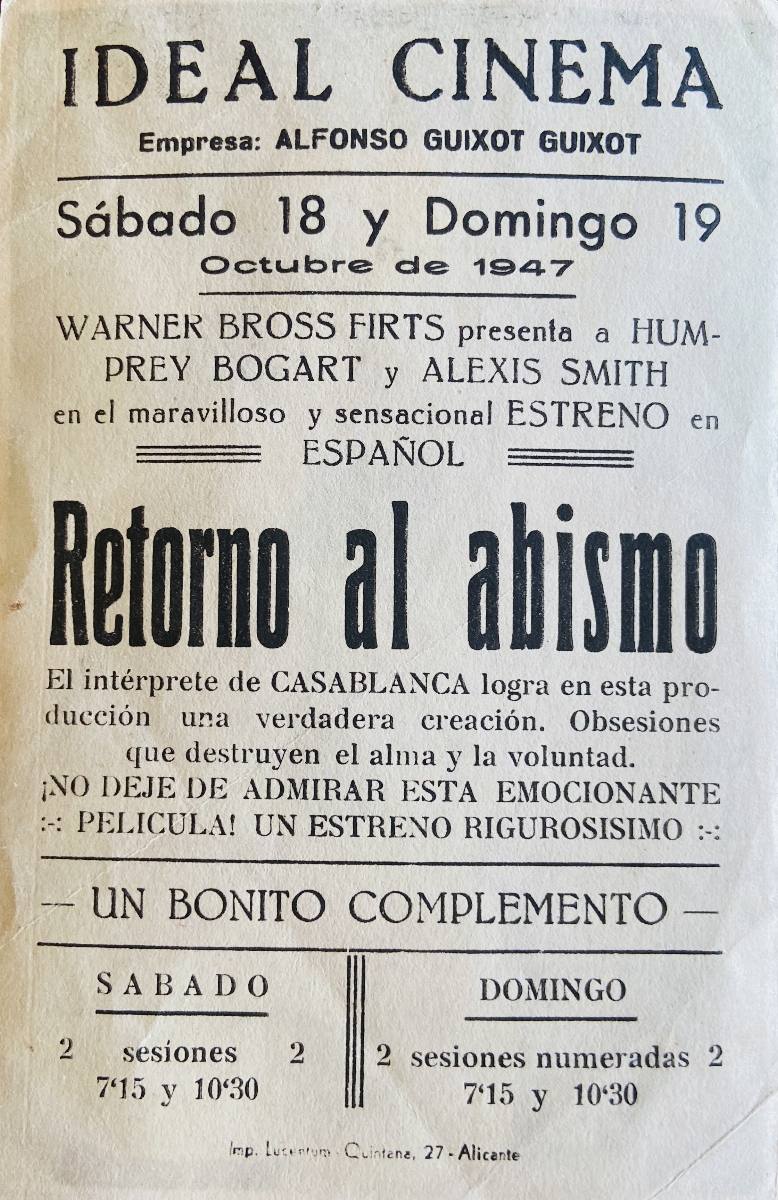 IDEAL CINEMA
Empresa: ALFONSO GUIXOT GUIXOT
Sábado 18 y Domingo 19
Octubre de 1947
WARNER BROSS FIRTS presenta a HUM-
PREY BOGART y ALEXIS SMITH
en el maravilloso y sensacional ESTRENO en
ESPAÑOL
Retorno al abismo
El intérprete de CASABLANCA logra en esta pro-
ducción una verdadera creación. Obsesiones
que destruyen el alma y la voluntad.
¡NO DEJE DE ADMIRAR ESTA EMOCIONANTE
:-: PELICULA! UN ESTRENO RIGUROSISIMO :-:
— UN BONITO COMPLEMENTO —
SABADO
2 sesiones 2
7'15 y 10'30
DOMINGO
2 sesiones numeradas 2
7'15 y 10'30
Imp. Lucentum - Quintana, 27 - Alicante